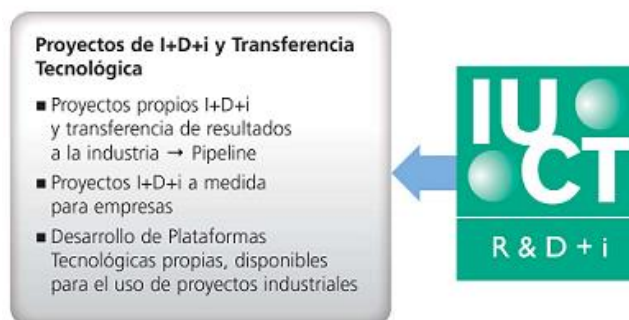 Proyectos de I+D+i y Transferencia
Tecnológica
■ Proyectos propios I+D+i
y transferencia de resultados
a la industria → Pipeline
■ Proyectos I+D+i a medida
para empresas
■ Desarrollo de Plataformas
Tecnológicas propias, disponibles
para el uso de proyectos industriales
IU
CT
R & D + i